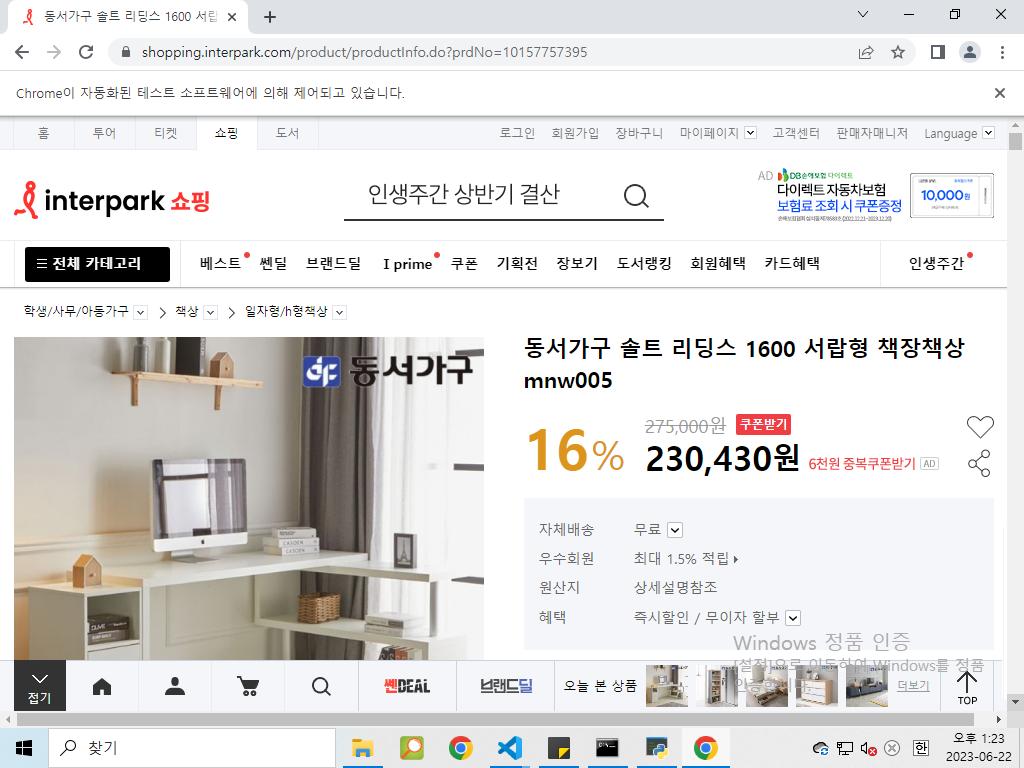 동서가구 솔트 리딩스 1600 서랍
shopping.interpark.com/product/productInfo.do?prdNo=10157757395
Chrome이 자동화된 테스트 소프트웨어에 의해 제어되고 있습니다.
홈 투어 티켓 쇼핑 도서 로그인 회원가입 장바구니 마이페이지 고객센터 판매자매니저 Language
interpark 쇼핑
인생주간 상반기 결산
AD DB손해보험 다이렉트
다이렉트 자동차보험
보험료 조회 시 쿠폰증정
10,000원
전체 카테고리 베스트 쎈딜 브랜드딜 I prime 쿠폰 기획전 장보기 도서랭킹 회원혜택 카드혜택 인생주간
학생/사무/아동가구 책상 일자형/h형책상
동서가구
동서가구 솔트 리딩스 1600 서랍형 책장책상
mnw005
16%
275,000원 쿠폰받기
230,430원 6천원 중복쿠폰받기 AD
자체배송 무료
우수회원 최대 1.5% 적립
원산지 상세설명참조
혜택 즉시할인 / 무이자 할부
Windows 정품 인증
[설정]으로 이동하여 Windows를 정품
인증합니다.
접기 쎈DEAL 브랜드딜 오늘 본 상품 더보기 TOP
찾기
한
오후 1:23
2023-06-22